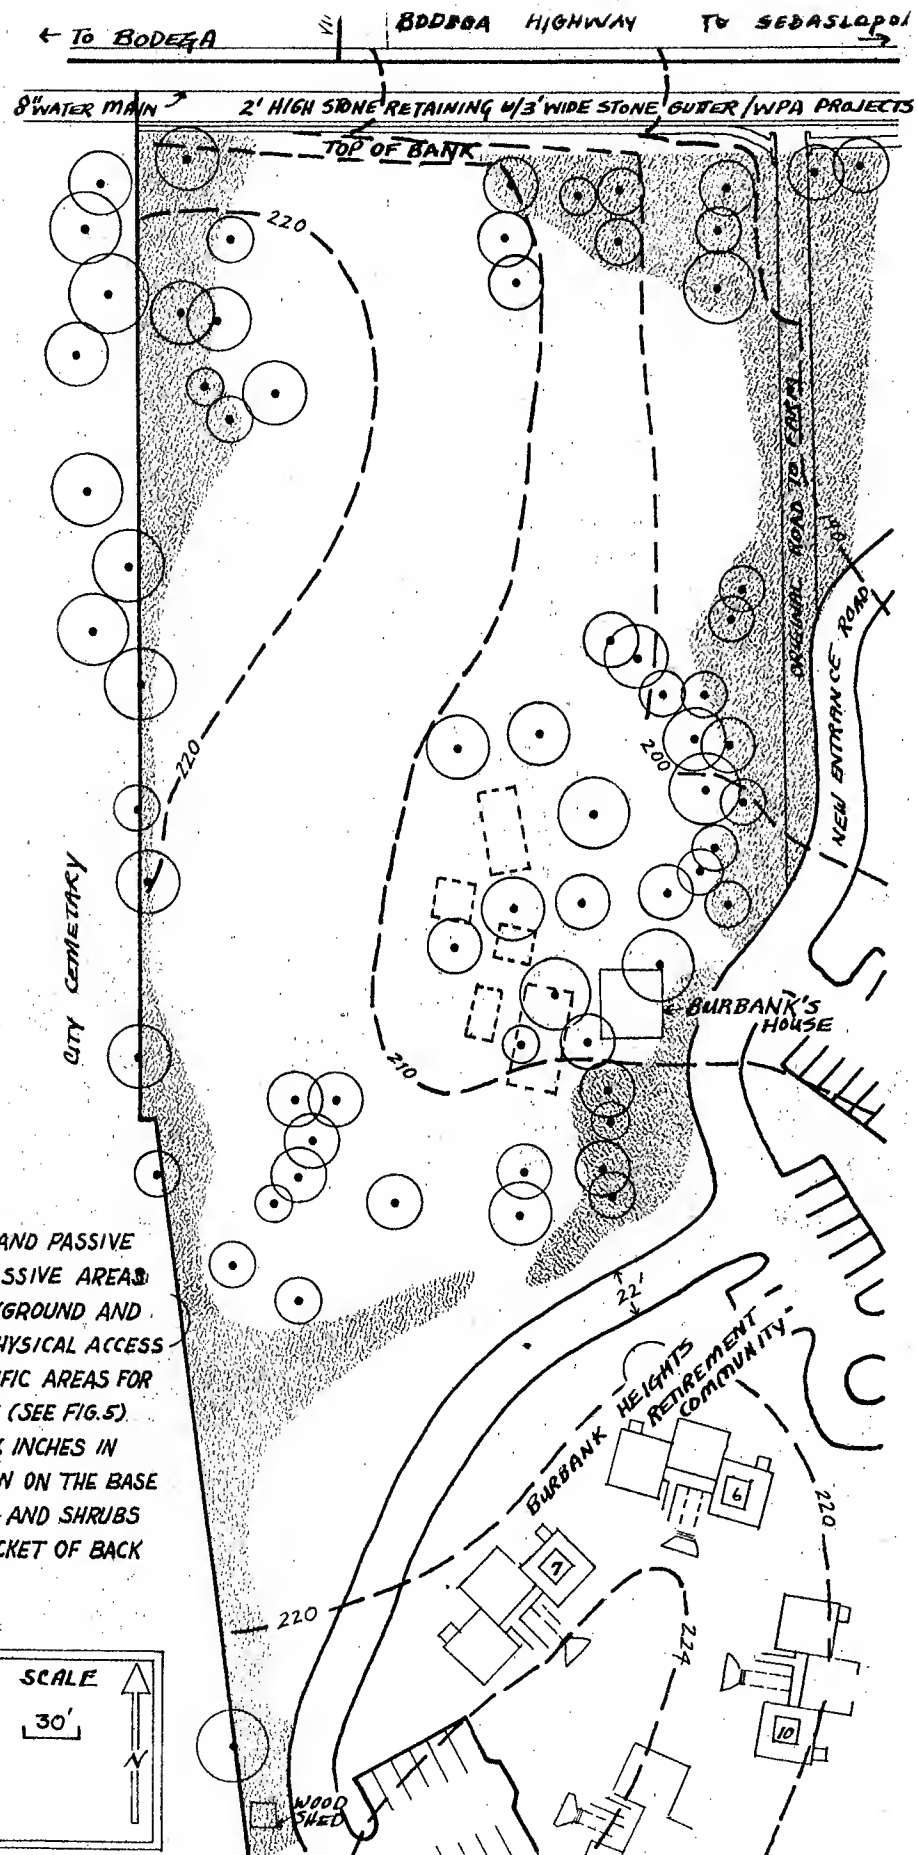 ← TO BODEGA
BODEGA HIGHWAY
TO SEBASTOPOL
8" WATER MAIN
2' HIGH STONE RETAINING W/3' WIDE STONE GUTTER / WPA PROJECTS
TOP OF BANK
220
ORIGINAL ROAD TO FARM
NEW ENTRANCE ROAD
220
200
CITY CEMETARY
BURBANK'S
HOUSE
210
AND PASSIVE
SSIVE AREAS
YGROUND AND
HYSICAL ACCESS
IFIC AREAS FOR
(SEE FIG.5)
INCHES IN
N ON THE BASE
AND SHRUBS
CKET OF BACK
22'
BURBANK HEIGHTS
RETIREMENT
COMMUNITY
6
220
7
220
224
10
SCALE
30'
N
WOOD
SHED